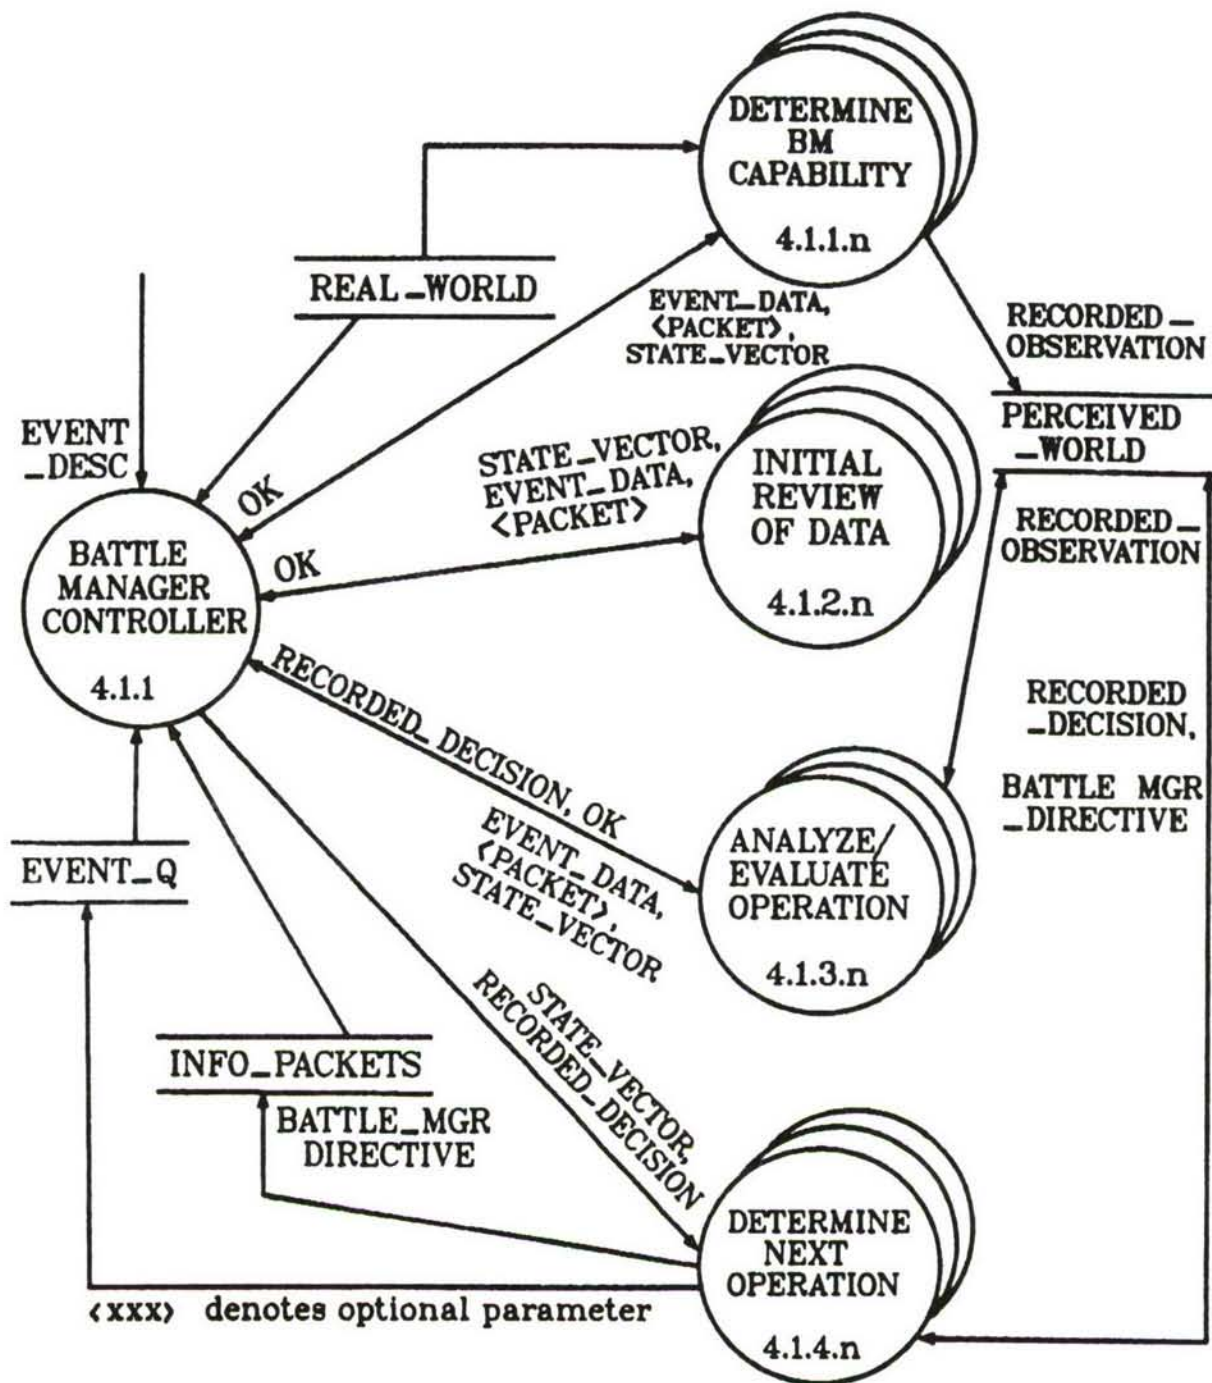 DETERMINE
BM
CAPABILITY
4.1.1.n
REAL_WORLD
EVENT_DATA,
<PACKET>,
STATE_VECTOR
RECORDED_
OBSERVATION
EVENT
_DESC
OK
STATE_VECTOR,
EVENT_DATA,
<PACKET>
INITIAL
REVIEW
OF DATA
4.1.2.n
PERCEIVED
_WORLD
RECORDED_
OBSERVATION
BATTLE
MANAGER
CONTROLLER
4.1.1
OK
RECORDED_DECISION, OK
EVENT_DATA,
<PACKET>,
STATE_VECTOR
RECORDED
_DECISION,
BATTLE MGR
_DIRECTIVE
ANALYZE/
EVALUATE
OPERATION
4.1.3.n
EVENT_Q
STATE_VECTOR,
RECORDED_DECISION
INFO_PACKETS
BATTLE_MGR
DIRECTIVE
DETERMINE
NEXT
OPERATION
4.1.4.n
<xxx> denotes optional parameter